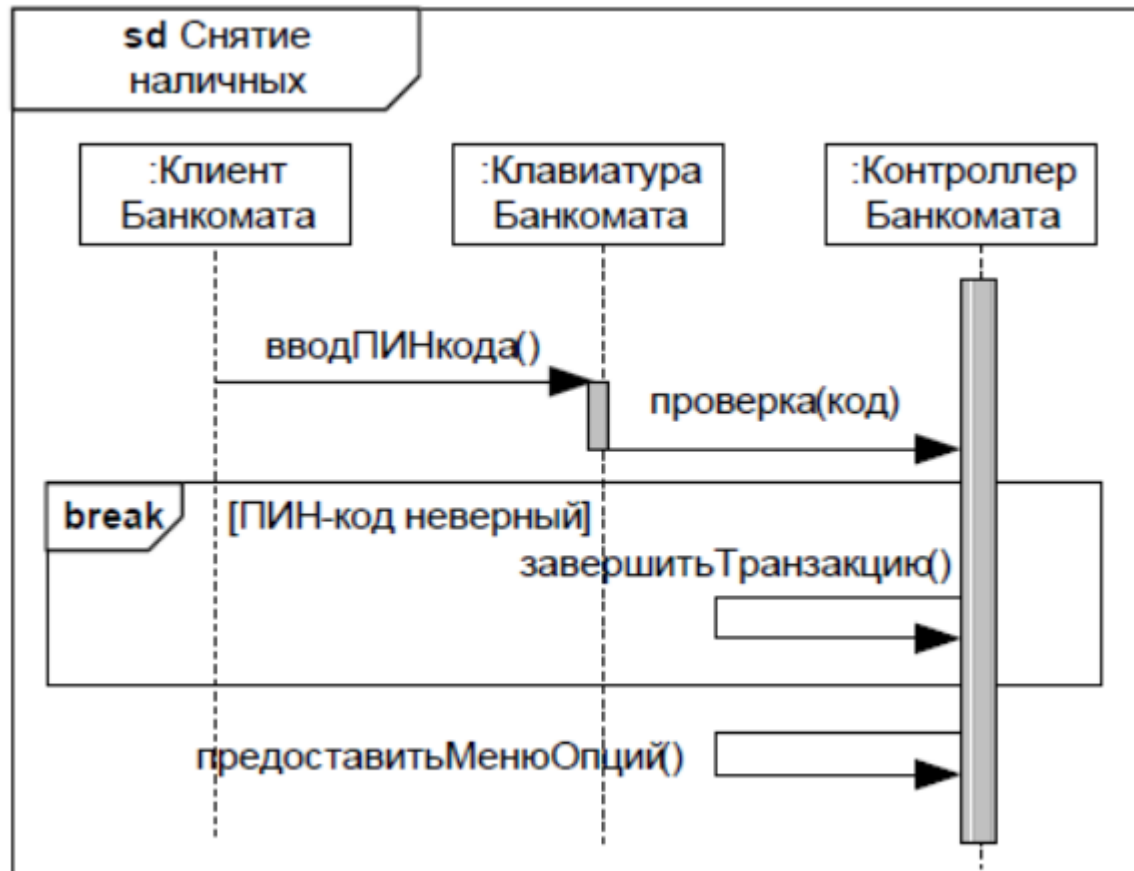 sd Снятие
наличных
:Клиент
Банкомата
:Клавиатура
Банкомата
:Контроллер
Банкомата
вводПИНкода()
проверка(код)
break [ПИН-код неверный]
завершитьТранзакцию()
предоставитьМенюОпций()